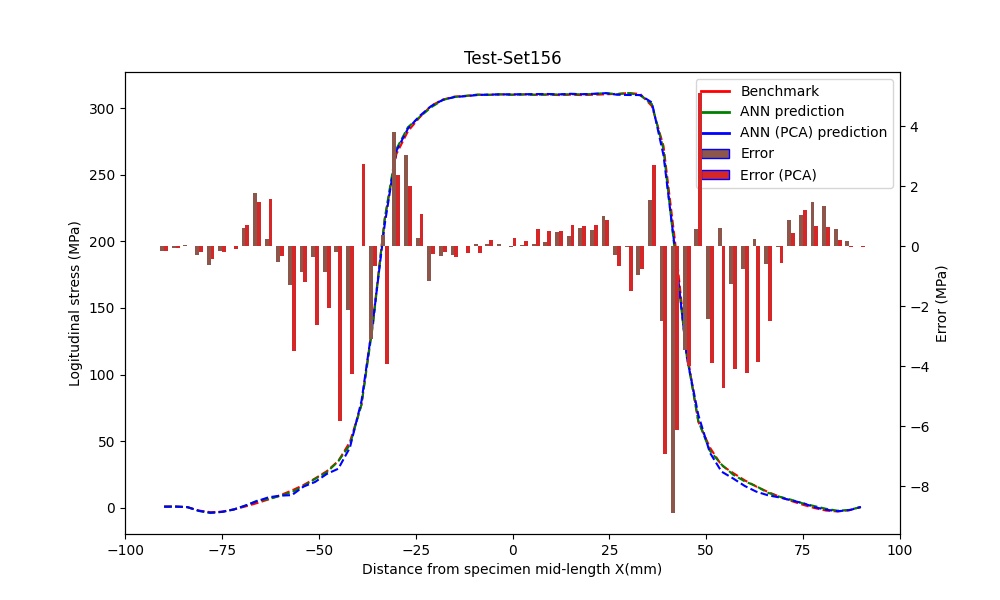 Test-Set156
Benchmark
ANN prediction
ANN (PCA) prediction
Error
Error (PCA)
300
250
200
150
100
50
0
Logitudinal stress (MPa)
4
2
0
−2
−4
−6
−8
Error (MPa)
−100 −75 −50 −25 0 25 50 75 100
Distance from specimen mid-length X(mm)